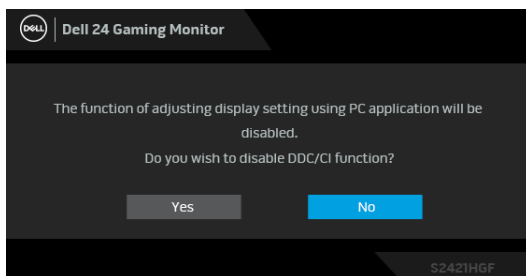 DELL
Dell 24 Gaming Monitor
The function of adjusting display setting using PC application will be
disabled.
Do you wish to disable DDC/CI function?
Yes
No
S2421HGF